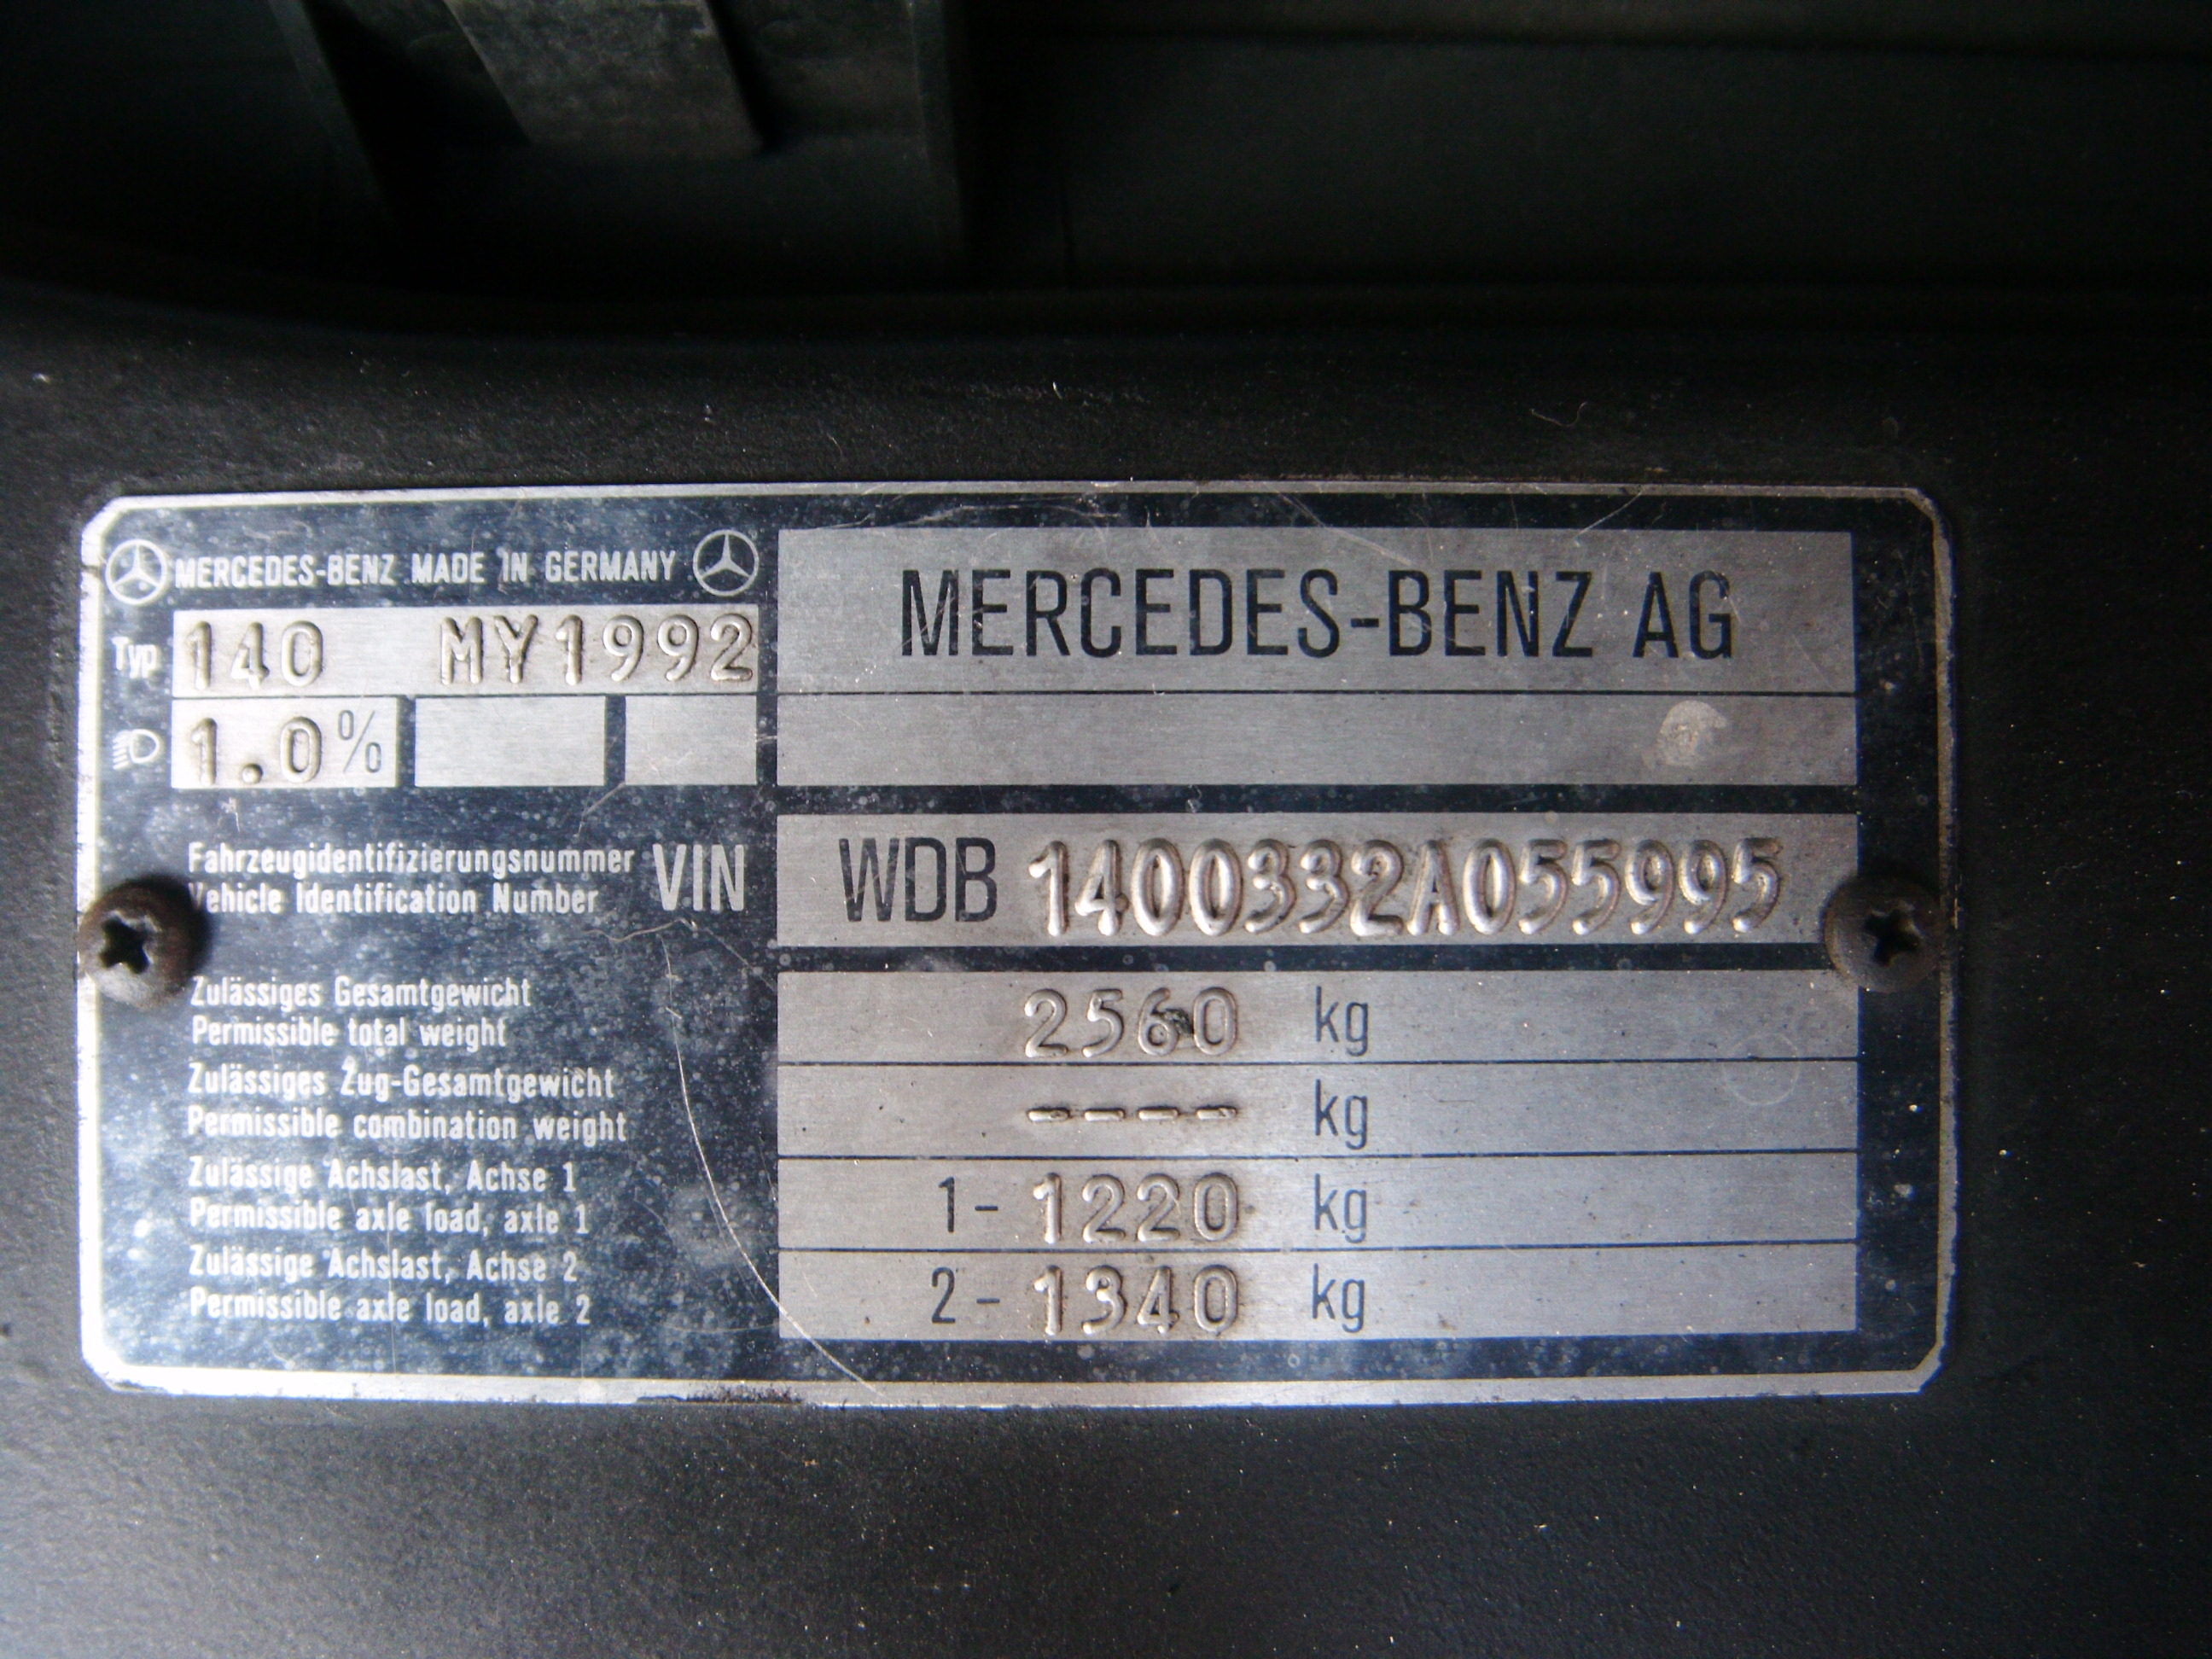 MERCEDES-BENZ MADE IN GERMANY
Typ 140 MY1992
1.0%
MERCEDES-BENZ AG
Fahrzeugidentifizierungsnummer
Vehicle Identification Number
VIN WDB 1400332A055995
Zulässiges Gesamtgewicht
Permissible total weight
2560 kg
Zulässiges Zug-Gesamtgewicht
Permissible combination weight
---- kg
Zulässige Achslast, Achse 1
Permissible axle load, axle 1
1- 1220 kg
Zulässige Achslast, Achse 2
Permissible axle load, axle 2
2- 1340 kg